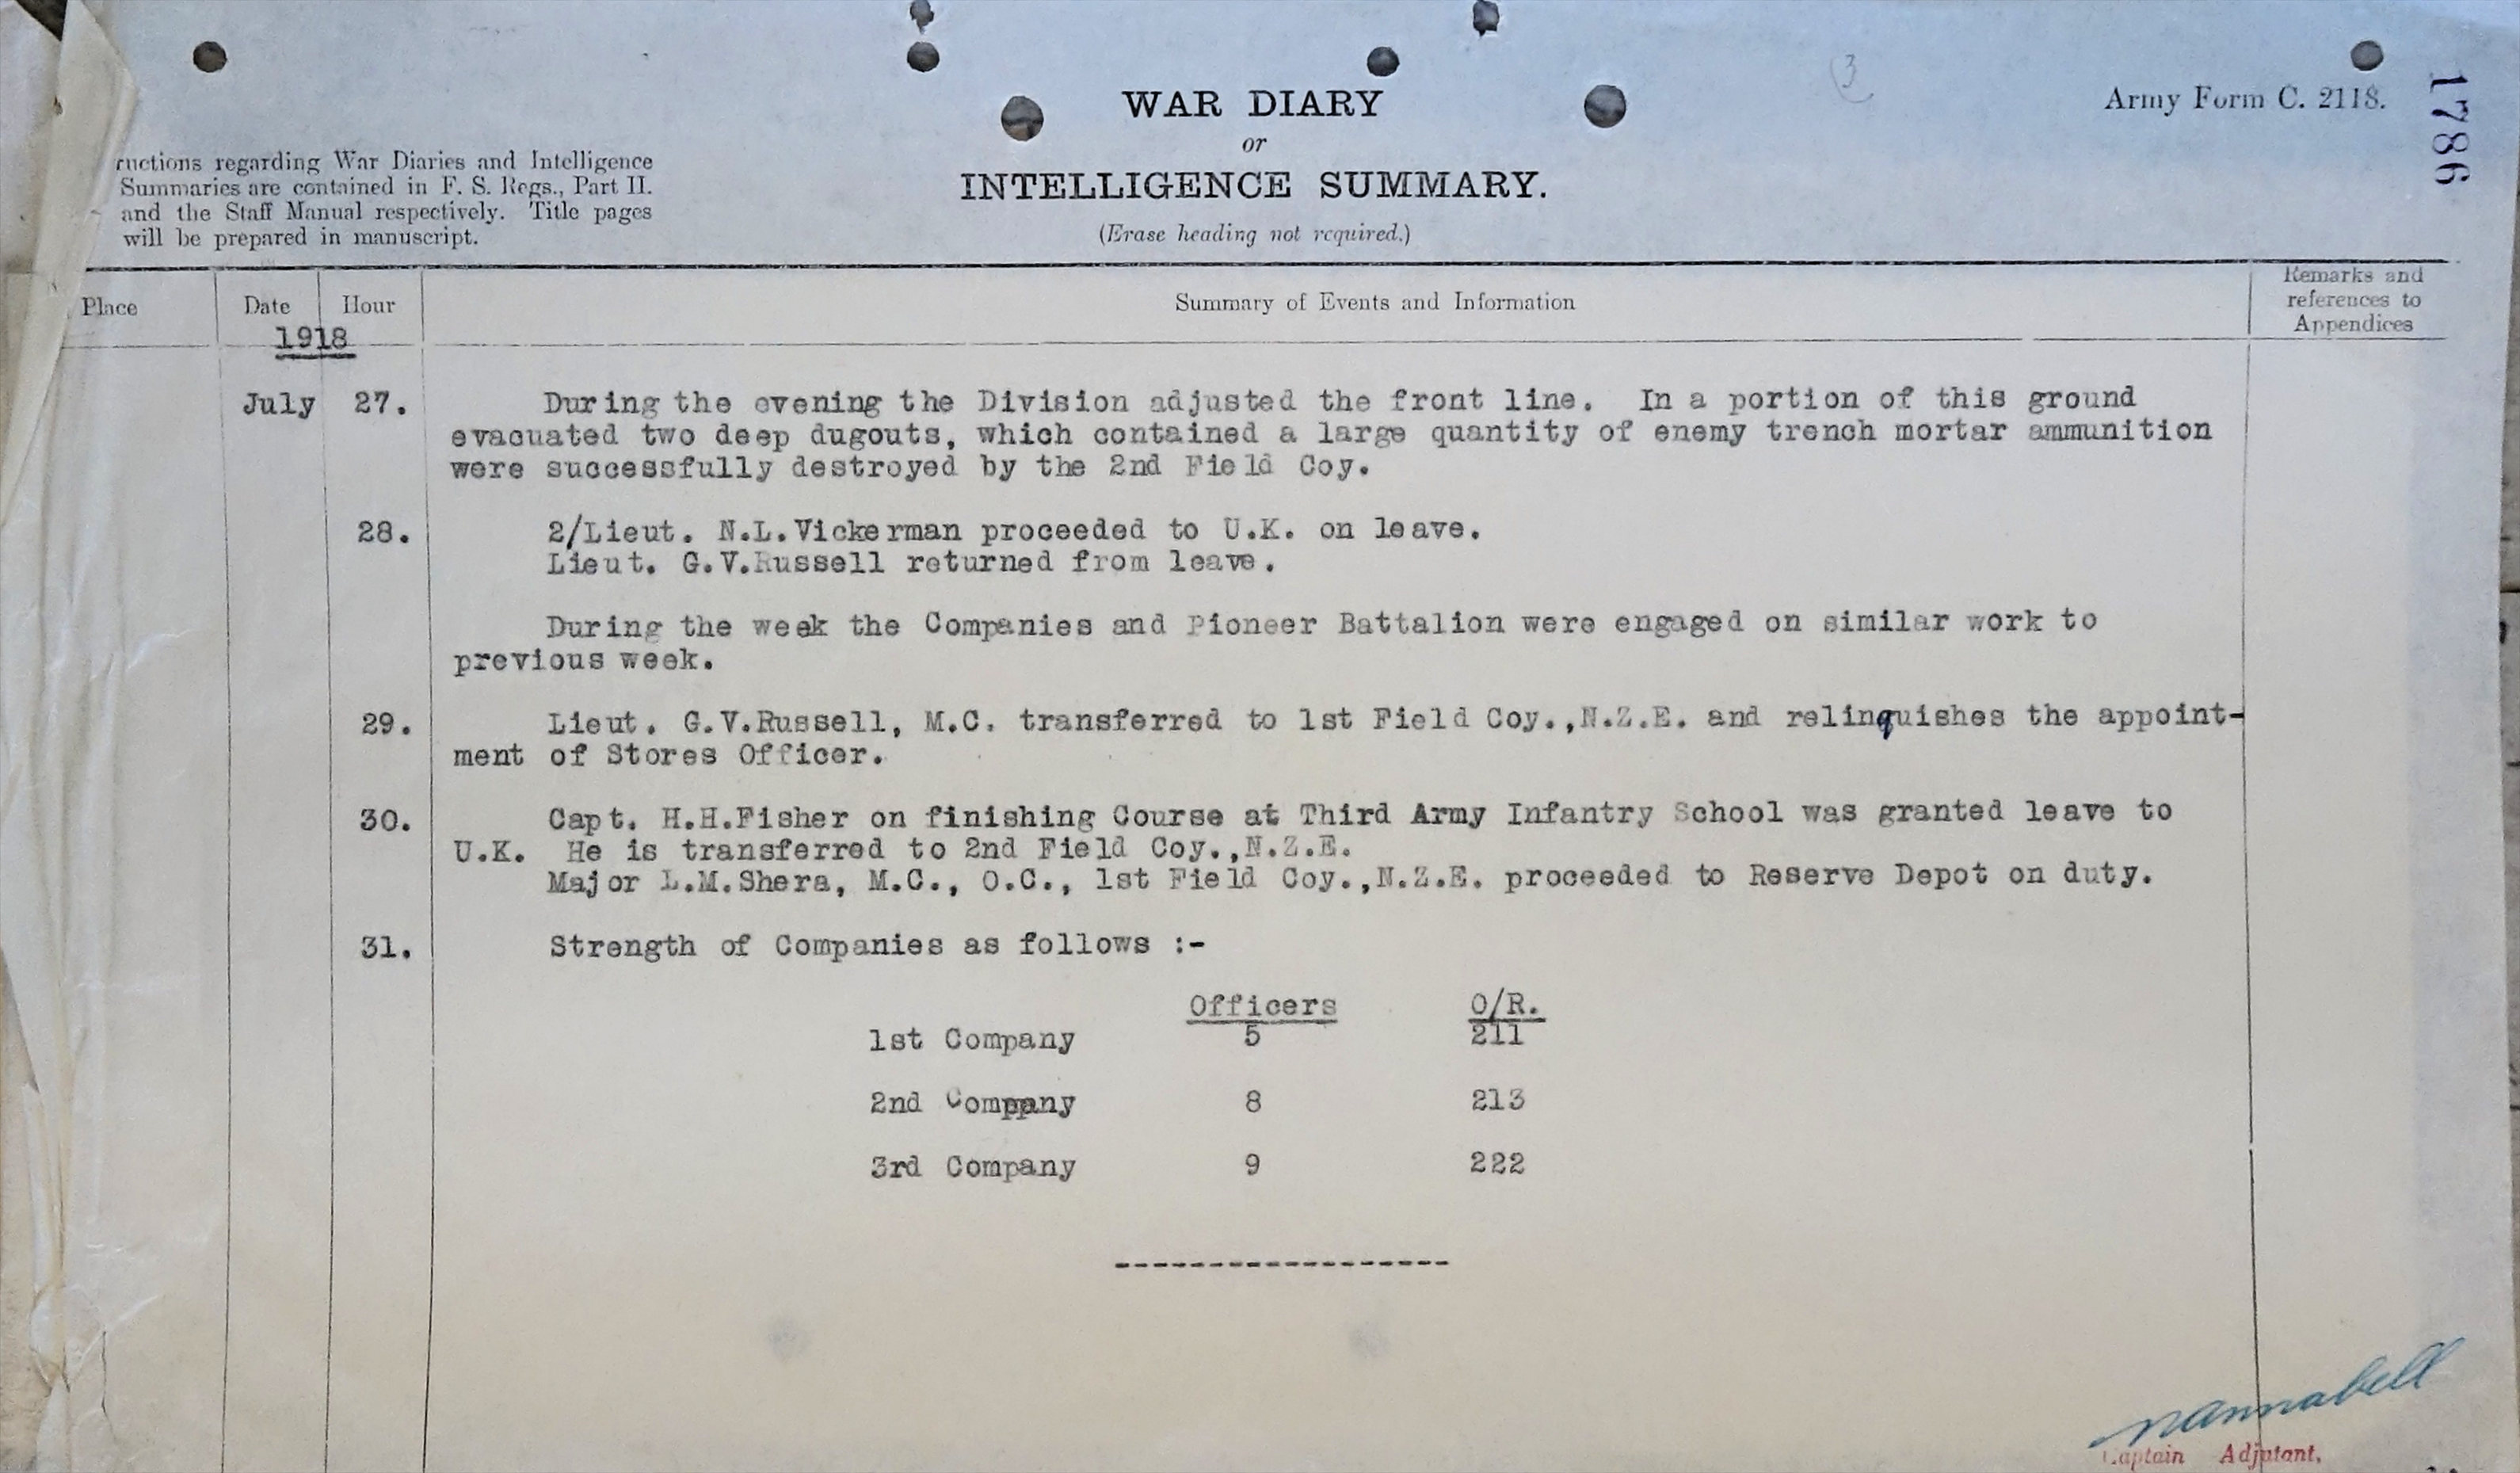 3
WAR DIARY
or
INTELLIGENCE SUMMARY.
(Erase heading not required.)
Army Form C. 2118.
1786
ructions regarding War Diaries and Intelligence
Summaries are contained in F. S. Regs., Part II.
and the Staff Manual respectively. Title pages
will be prepared in manuscript.
Place Date Hour Summary of Events and Information Remarks and references to Appendices
1918
July 27. During the evening the Division adjusted the front line. In a portion of this ground
evacuated two deep dugouts, which contained a large quantity of enemy trench mortar ammunition
were successfully destroyed by the 2nd Field Coy.
28. 2/Lieut. N.L.Vickerman proceeded to U.K. on leave.
Lieut. G.V.Russell returned from leave.
During the week the Companies and Pioneer Battalion were engaged on similar work to
previous week.
29. Lieut. G.V.Russell, M.C. transferred to 1st Field Coy.,N.Z.E. and relinquishes the appoint-
ment of Stores Officer.
30. Capt. H.H.Fisher on finishing Course at Third Army Infantry School was granted leave to
U.K. He is transferred to 2nd Field Coy.,N.Z.E.
Major L.M.Shera, M.C., O.C., 1st Field Coy.,N.Z.E. proceeded to Reserve Depot on duty.
31. Strength of Companies as follows :-
Officers O/R.
1st Company 5 211
2nd Company 8 213
3rd Company 9 222
------------------
Captain Adjutant,